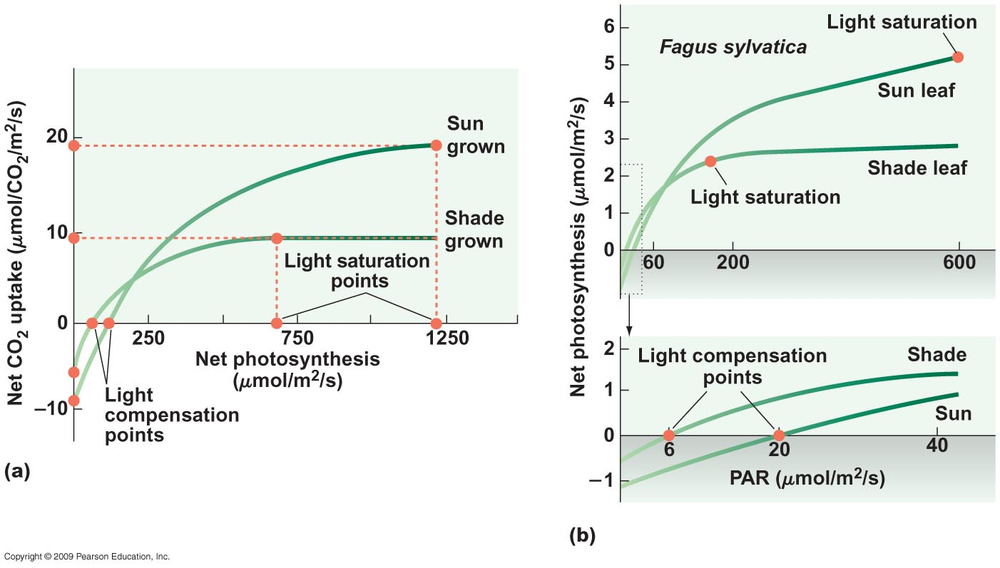 Net CO2 uptake (μmol/CO2/m2/s)
20
10
0
–10
250
750
1250
Sun
grown
Shade
grown
Light saturation
points
Net photosynthesis
(μmol/m2/s)
Light
compensation
points
(a)
Net photosynthesis (μmol/m2/s)
6
5
4
3
2
1
0
60
200
600
Light saturation
Fagus sylvatica
Sun leaf
Shade leaf
Light saturation
2
1
0
–1
Light compensation
points
Shade
Sun
6
20
40
PAR (μmol/m2/s)
(b)
Copyright © 2009 Pearson Education, Inc.